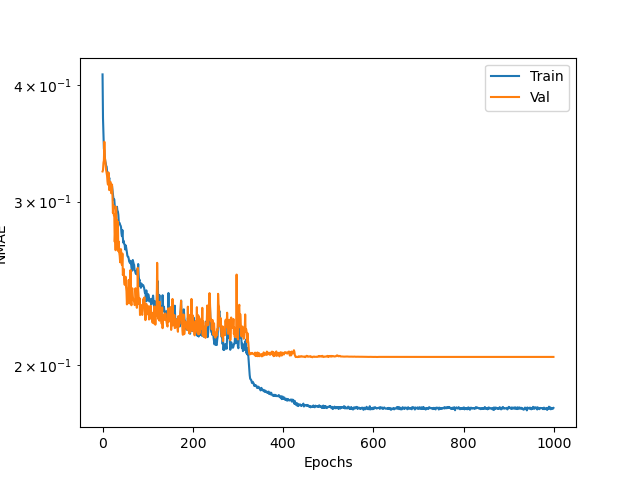 Train
Val
4 × 10⁻¹
3 × 10⁻¹
2 × 10⁻¹
NMAE
0 200 400 600 800 1000
Epochs